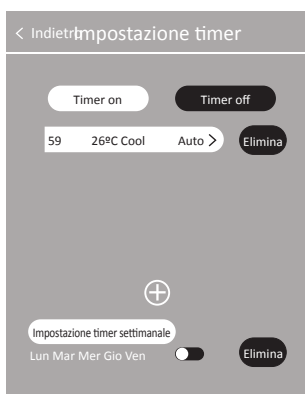 < Indietro Impostazione timer
Timer on Timer off
59 26ºC Cool Auto > Elimina
Impostazione timer settimanale
Lun Mar Mer Gio Ven Elimina